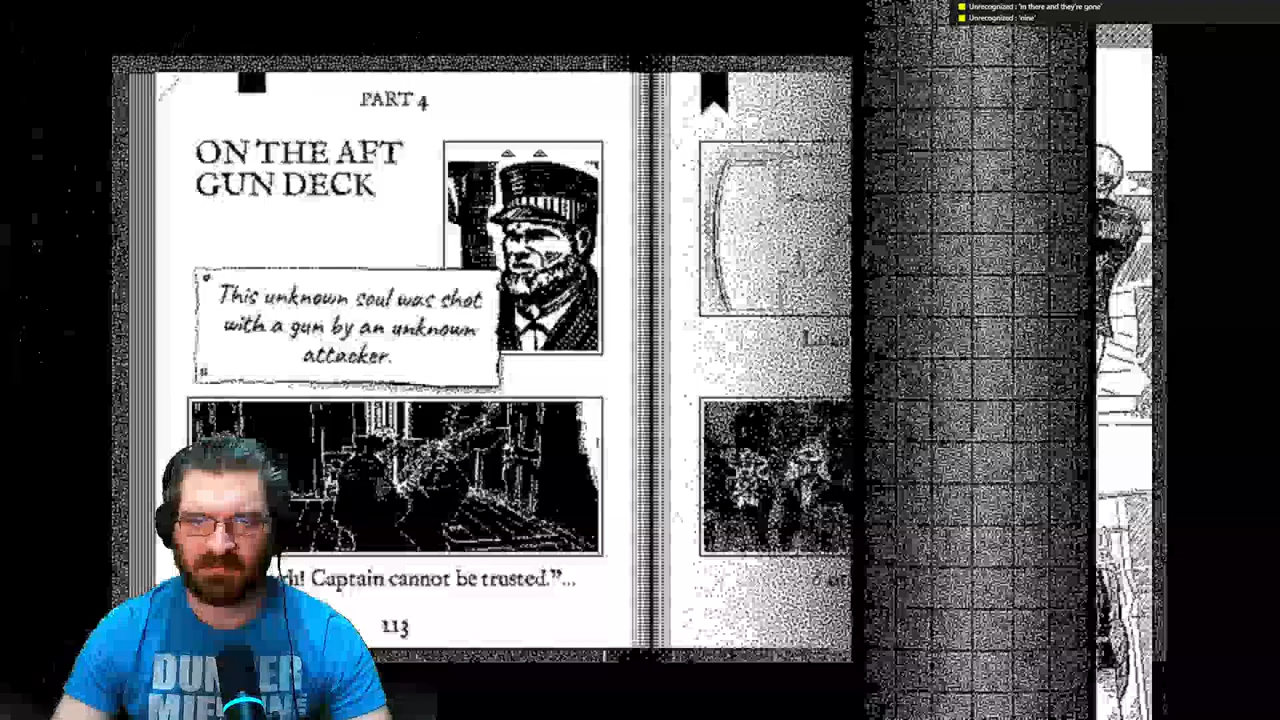 Unrecognized : 'm there and they're gone'
Unrecognized : 'nine'
PART 4
ON THE AFT
GUN DECK
This unknown soul was shot
with a gun by an unknown
attacker.
Captain cannot be trusted."...
113